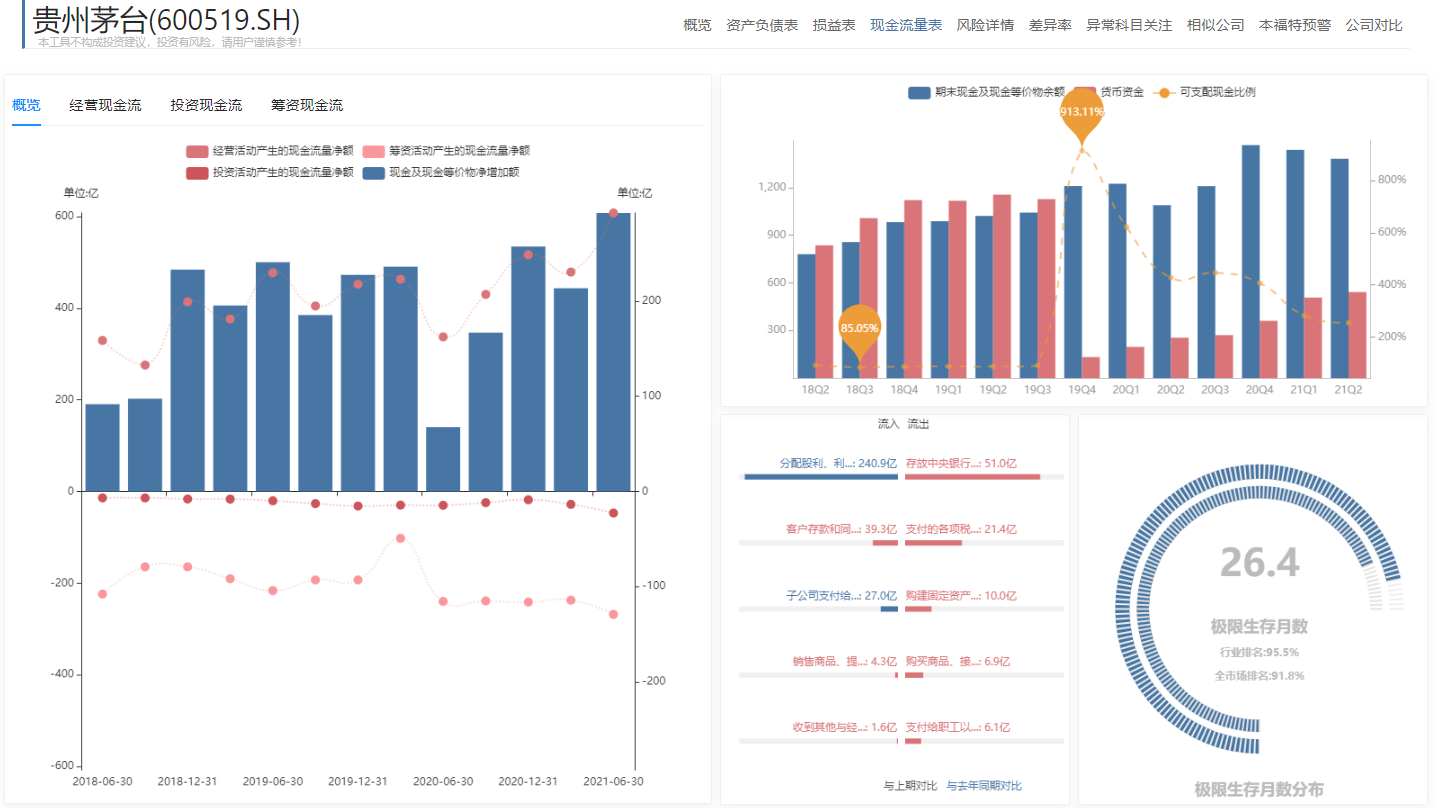 贵州茅台(600519.SH)
本工具不构成投资建议，投资有风险，请用户谨慎参考！
概览 资产负债表 损益表 现金流量表 风险详情 差异率 异常科目关注 相似公司 本福特预警 公司对比
概览 经营现金流 投资现金流 筹资现金流
经营活动产生的现金流量净额 筹资活动产生的现金流量净额
投资活动产生的现金流量净额 现金及现金等价物净增加额
单位:亿 单位:亿
600
400
200
0
-200
-400
-600
200
100
0
-100
-200
2018-06-30 2018-12-31 2019-06-30 2019-12-31 2020-06-30 2020-12-31 2021-06-30
期末现金及现金等价物余额 货币资金 可支配现金比例
913.11%
85.05%
1,200
900
600
300
800%
600%
400%
200%
18Q2 18Q3 18Q4 19Q1 19Q2 19Q3 19Q4 20Q1 20Q2 20Q3 20Q4 21Q1 21Q2
流入 流出
分配股利、利...: 240.9亿 存放中央银行...: 51.0亿
客户存款和同...: 39.3亿 支付的各项税...: 21.4亿
子公司支付给...: 27.0亿 购建固定资产...: 10.0亿
销售商品、提...: 4.3亿 购买商品、接...: 6.9亿
收到其他与经...: 1.6亿 支付给职工以...: 6.1亿
与上期对比 与去年同期对比
26.4
极限生存月数
行业排名:95.5%
全市场排名:91.8%
极限生存月数分布